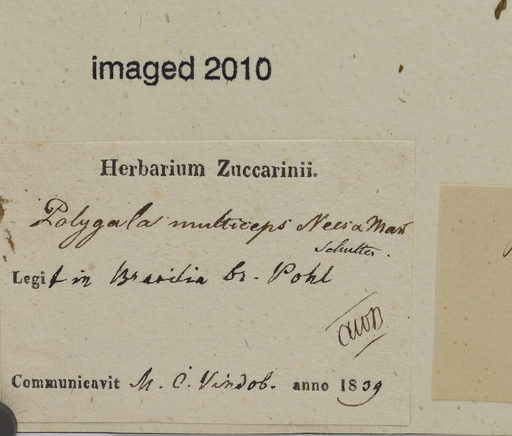 imaged 2010
Herbarium Zuccarinii.
Polygala multiceps Nees a Mart
Schultes.
Legit in Brasilia Dr. Pohl
Communicavit M. C. Vindob. anno 1839